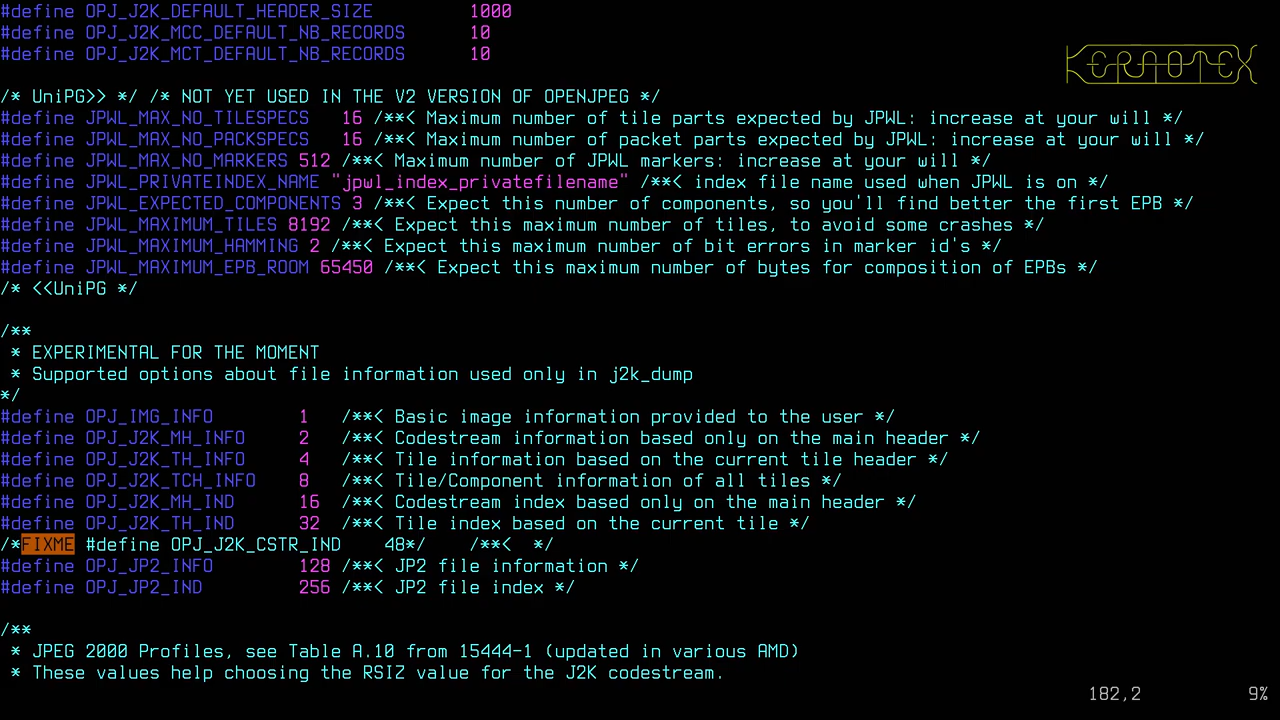 #define OPJ_J2K_DEFAULT_HEADER_SIZE         1000
#define OPJ_J2K_MCC_DEFAULT_NB_RECORDS      10
#define OPJ_J2K_MCT_DEFAULT_NB_RECORDS      10
KERAOTEX
/* UniPG>> */ /* NOT YET USED IN THE V2 VERSION OF OPENJPEG */
#define JPWL_MAX_NO_TILESPECS   16 /**< Maximum number of tile parts expected by JPWL: increase at your will */
#define JPWL_MAX_NO_PACKSPECS   16 /**< Maximum number of packet parts expected by JPWL: increase at your will */
#define JPWL_MAX_NO_MARKERS 512 /**< Maximum number of JPWL markers: increase at your will */
#define JPWL_PRIVATEINDEX_NAME "jpwl_index_privatefilename" /**< index file name used when JPWL is on */
#define JPWL_EXPECTED_COMPONENTS 3 /**< Expect this number of components, so you'll find better the first EPB */
#define JPWL_MAXIMUM_TILES 8192 /**< Expect this maximum number of tiles, to avoid some crashes */
#define JPWL_MAXIMUM_HAMMING 2 /**< Expect this maximum number of bit errors in marker id's */
#define JPWL_MAXIMUM_EPB_ROOM 65450 /**< Expect this maximum number of bytes for composition of EPBs */
/* <<UniPG */
/**
 * EXPERIMENTAL FOR THE MOMENT
 * Supported options about file information used only in j2k_dump
*/
#define OPJ_IMG_INFO        1   /**< Basic image information provided to the user */
#define OPJ_J2K_MH_INFO     2   /**< Codestream information based only on the main header */
#define OPJ_J2K_TH_INFO     4   /**< Tile information based on the current tile header */
#define OPJ_J2K_TCH_INFO    8   /**< Tile/Component information of all tiles */
#define OPJ_J2K_MH_IND      16  /**< Codestream index based only on the main header */
#define OPJ_J2K_TH_IND      32  /**< Tile index based on the current tile */
/*FIXME #define OPJ_J2K_CSTR_IND    48*/    /**<  */
#define OPJ_JP2_INFO        128 /**< JP2 file information */
#define OPJ_JP2_IND         256 /**< JP2 file index */
/**
 * JPEG 2000 Profiles, see Table A.10 from 15444-1 (updated in various AMD)
 * These values help choosing the RSIZ value for the J2K codestream.
182,2          9%